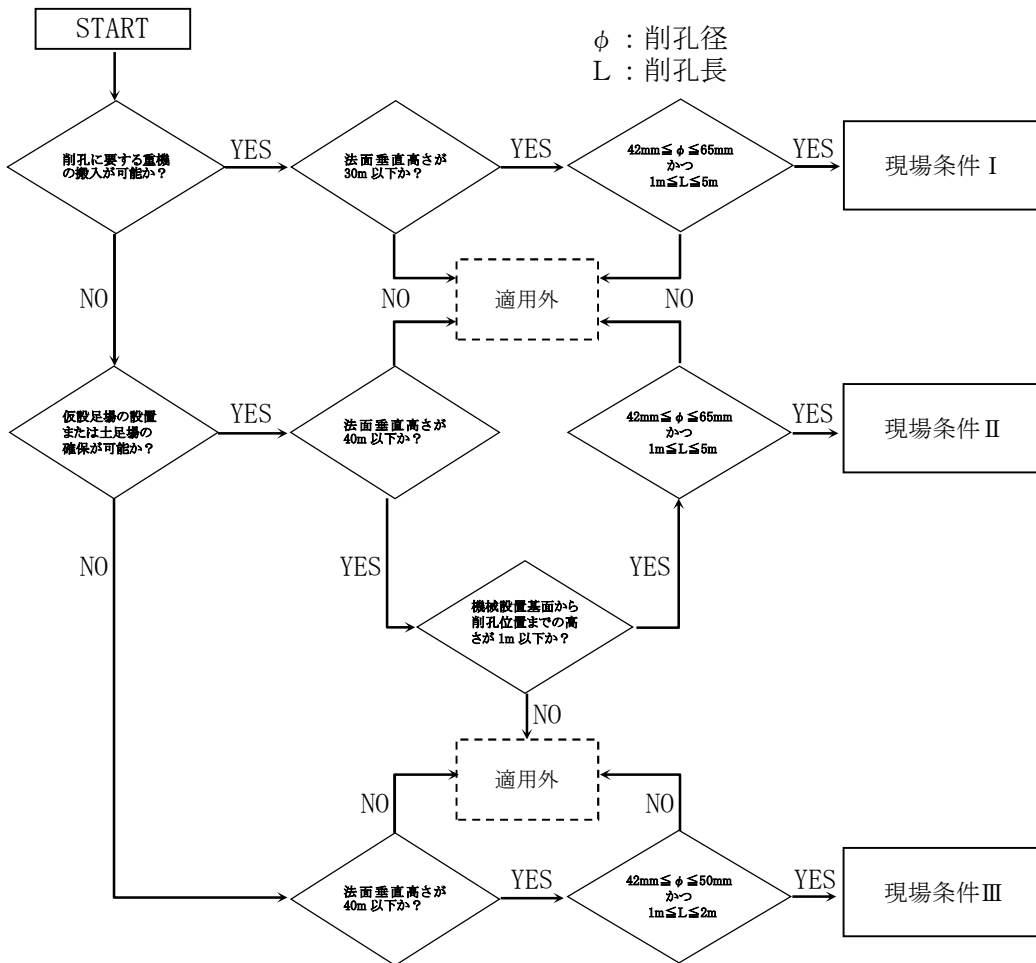 START
φ：削孔径
L：削孔長
削孔に要する重機
の搬入が可能か？
YES
法面垂直高さが
30m 以下か？
YES
42mm≦φ≦65mm
かつ
1m≦L≦5m
YES
現場条件Ⅰ
NO
NO
適用外
NO
仮設足場の設置
または土足場の
確保が可能か？
YES
法面垂直高さが
40m 以下か？
42mm≦φ≦65mm
かつ
1m≦L≦5m
YES
現場条件Ⅱ
NO
YES
機械設置基面から
削孔位置までの高
さが 1m 以下か？
YES
NO
適用外
NO
NO
法面垂直高さが
40m 以下か？
YES
42mm≦φ≦50mm
かつ
1m≦L≦2m
YES
現場条件Ⅲ